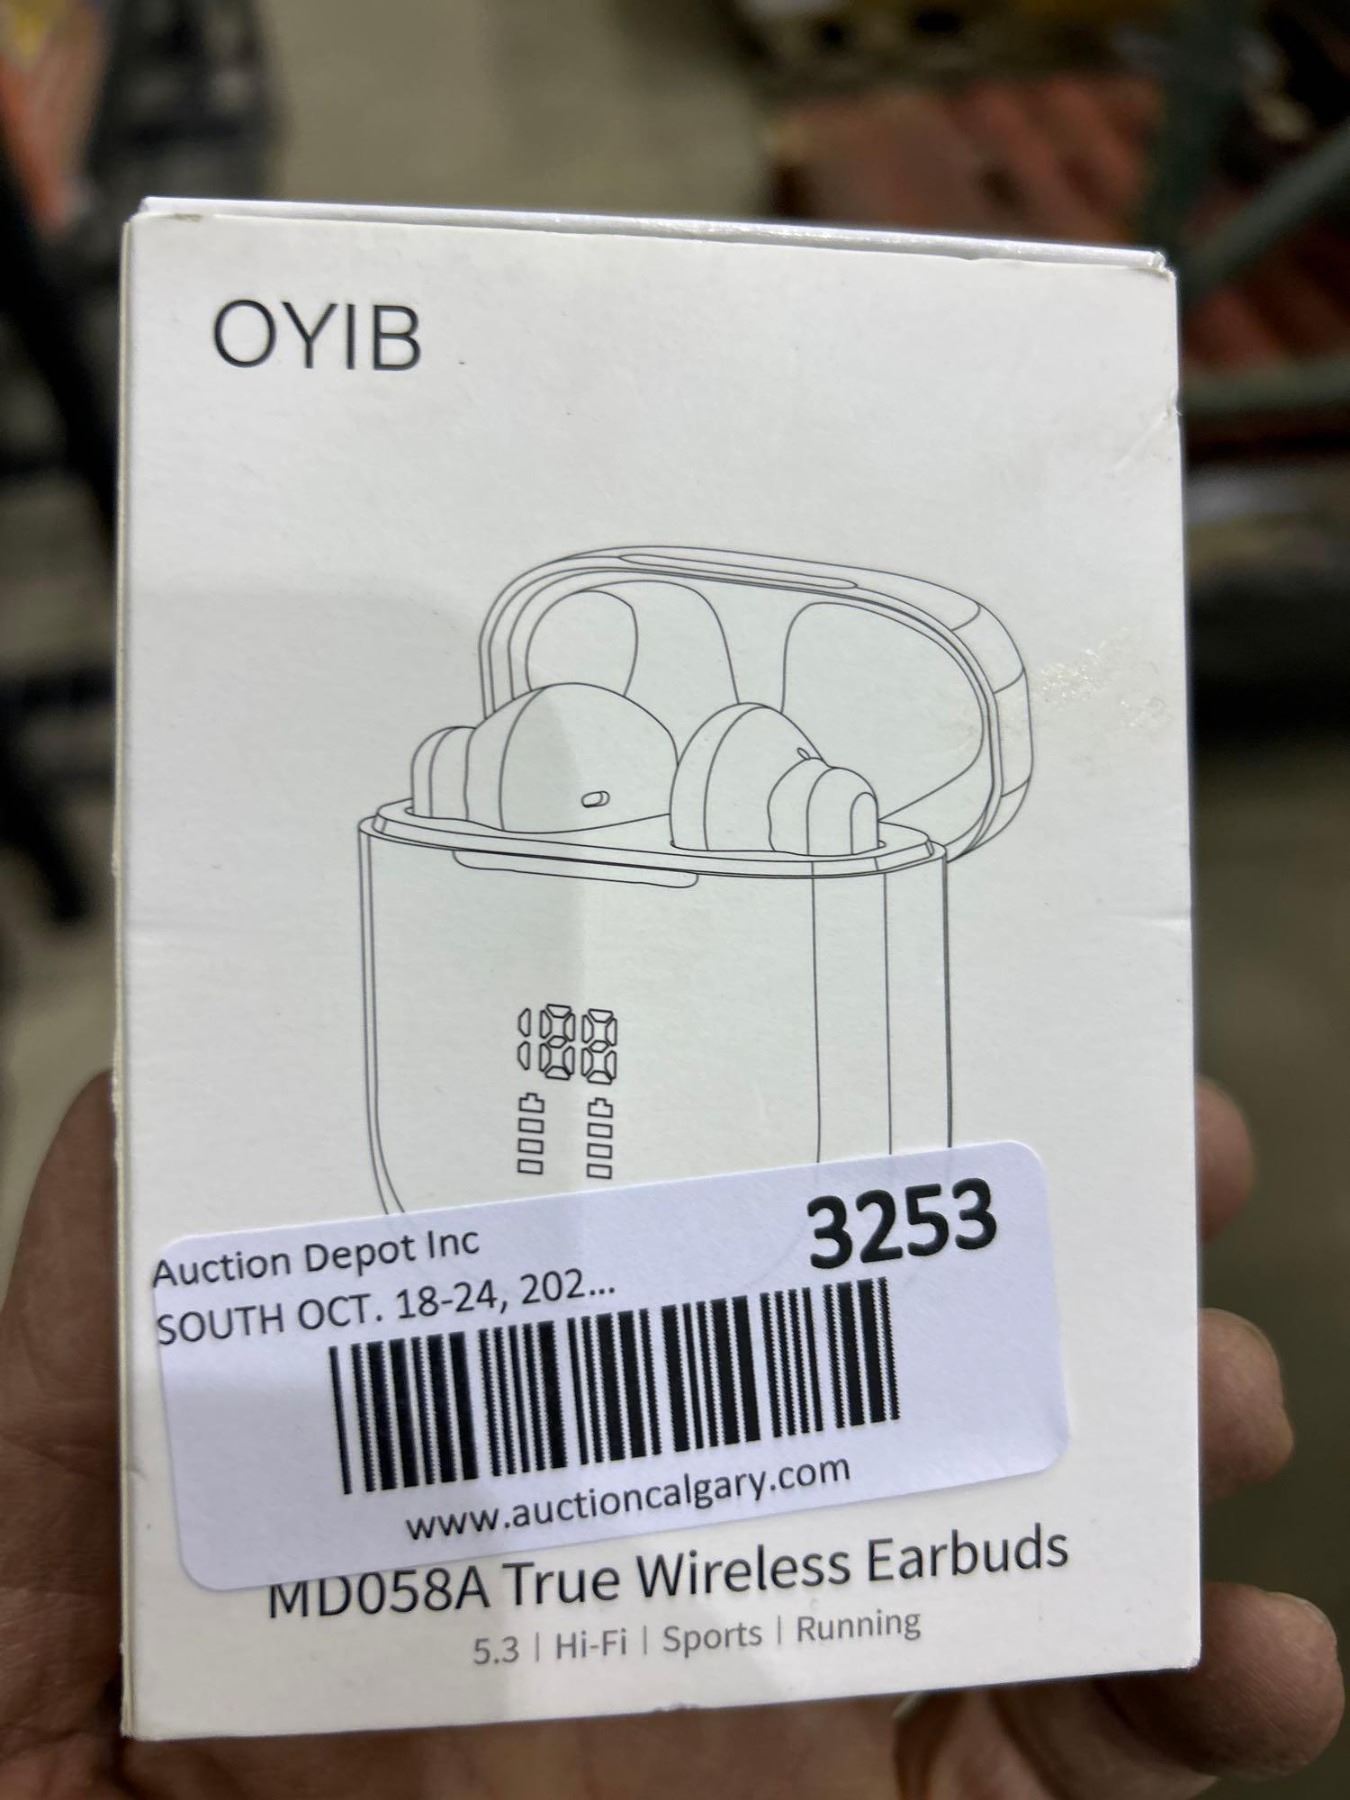 OYIB
188
Auction Depot Inc
3253
SOUTH OCT. 18-24, 202...
www.auctioncalgary.com
MD058A True Wireless Earbuds
5.3 | Hi-Fi | Sports | Running